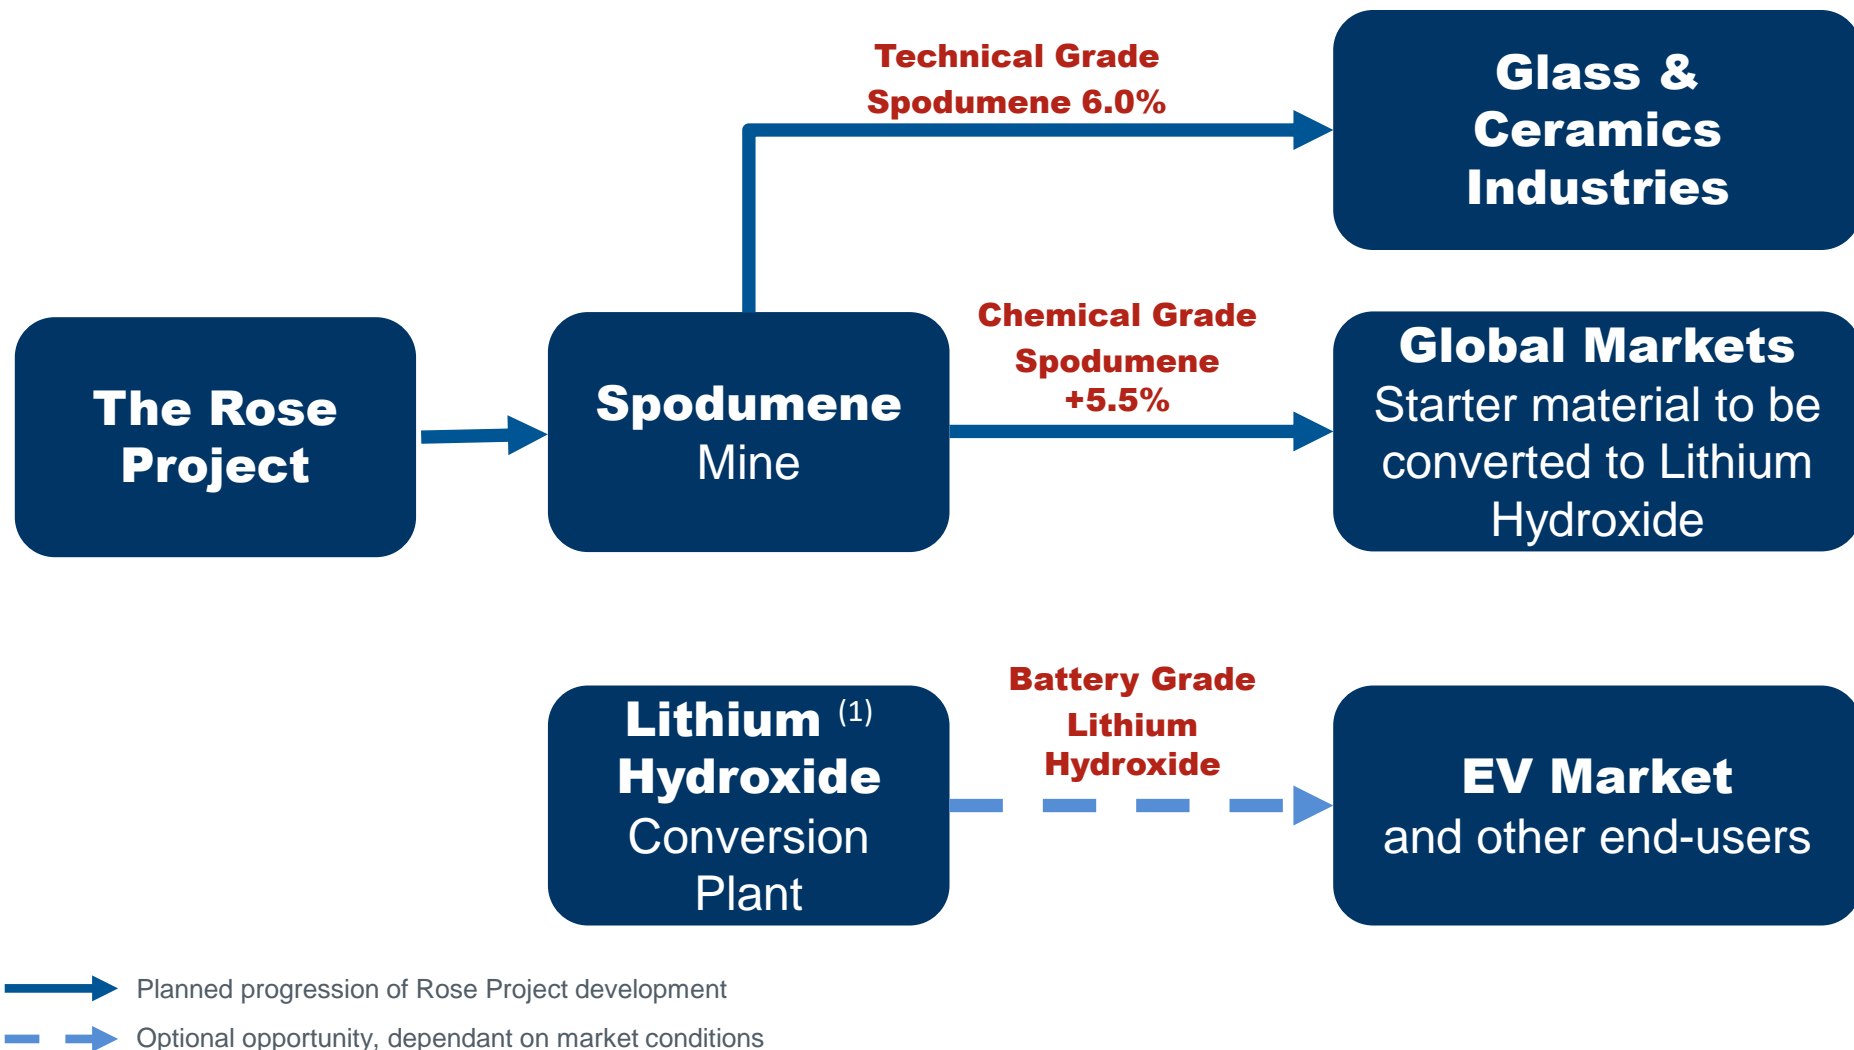 Technical Grade
Spodumene 6.0%
Glass &
Ceramics
Industries
The Rose
Project
Spodumene
Mine
Chemical Grade
Spodumene
+5.5%
Global Markets
Starter material to be
converted to Lithium
Hydroxide
Lithium (1)
Hydroxide
Conversion
Plant
Battery Grade
Lithium
Hydroxide
EV Market
and other end-users
Planned progression of Rose Project development
Optional opportunity, dependant on market conditions